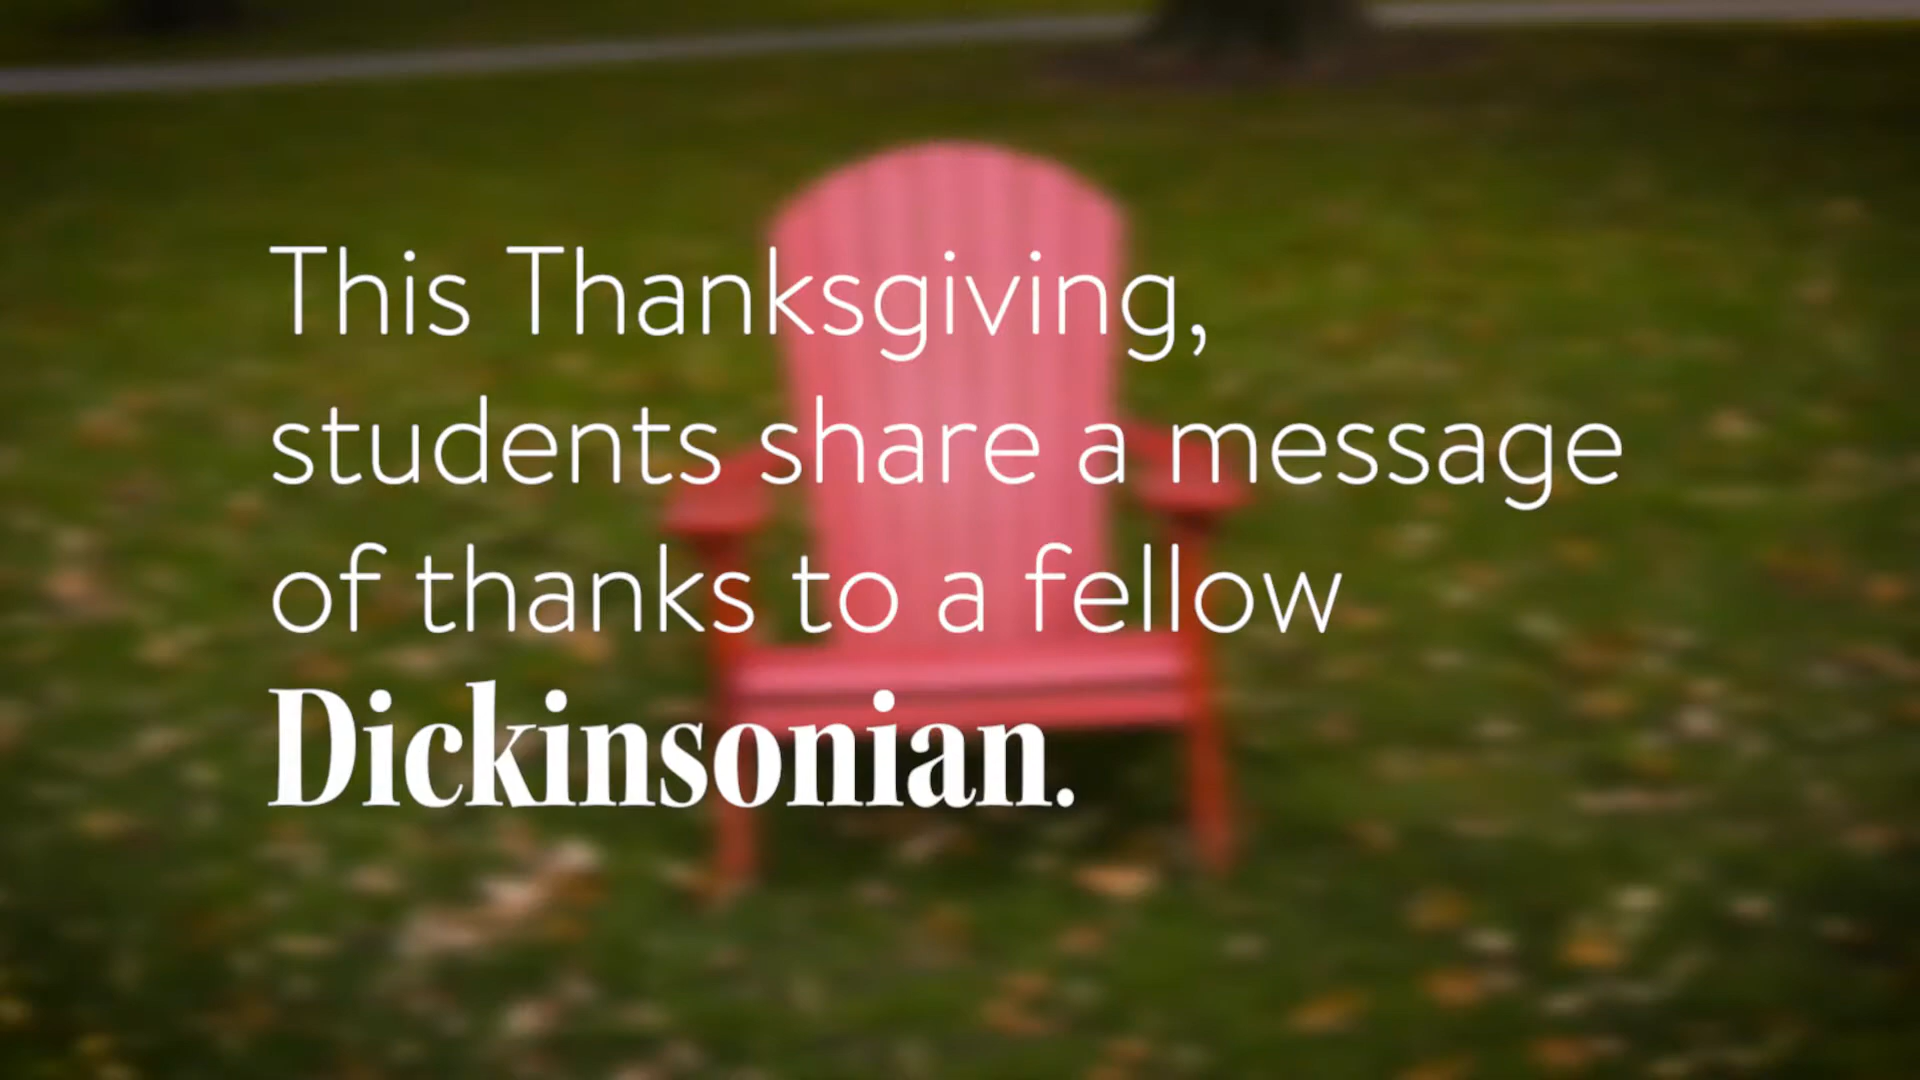 This Thanksgiving,
students share a message
of thanks to a fellow
Dickinsonian.